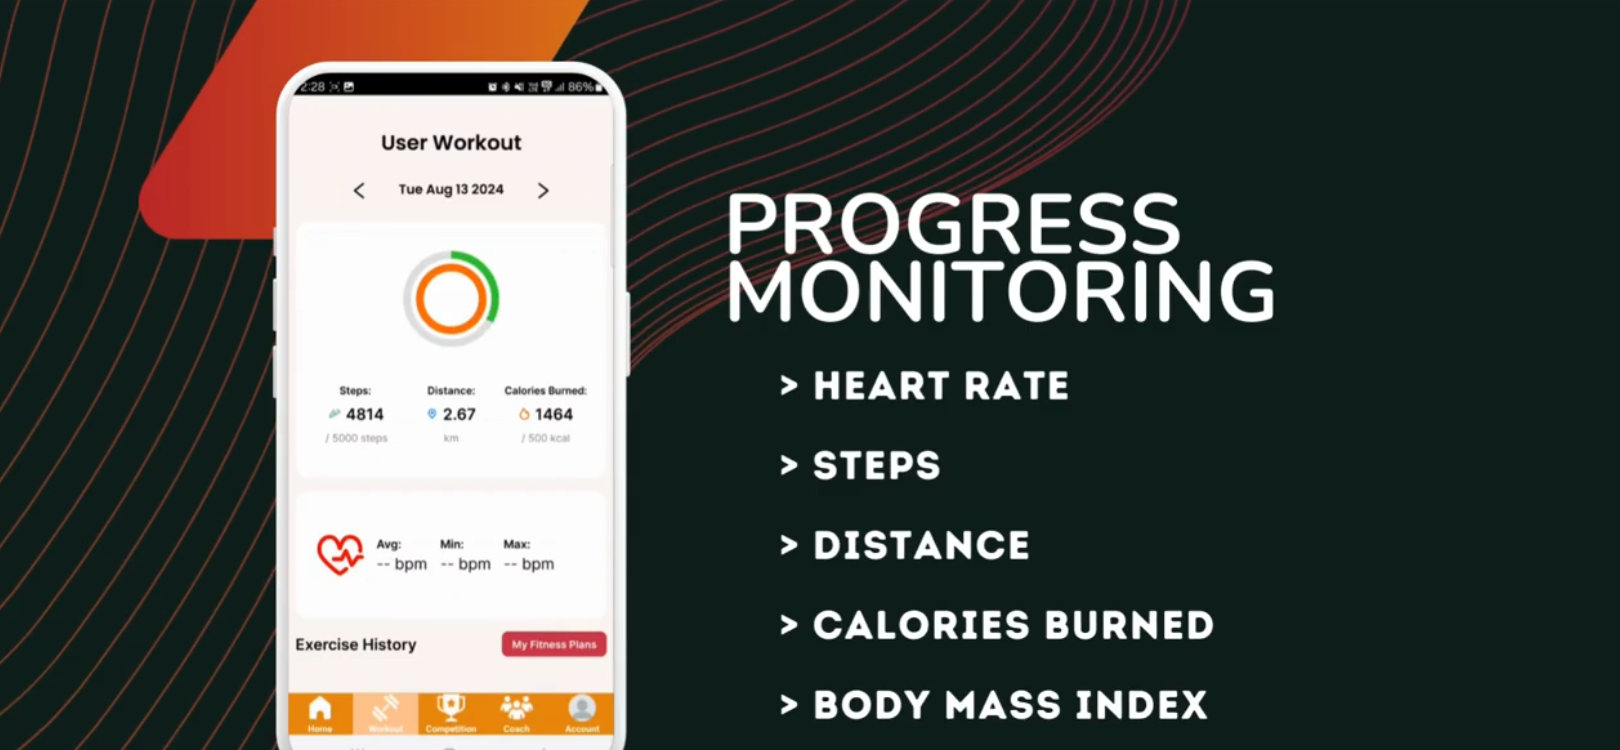 2:28 86%
User Workout
< Tue Aug 13 2024 >
Steps: Distance: Calories Burned:
4814 2.67 1464
/ 5000 steps km / 500 kcal
Avg: Min: Max:
-- bpm -- bpm -- bpm
Exercise History My Fitness Plans
Home Workout Competition Coach Account
PROGRESS
MONITORING
> HEART RATE
> STEPS
> DISTANCE
> CALORIES BURNED
> BODY MASS INDEX